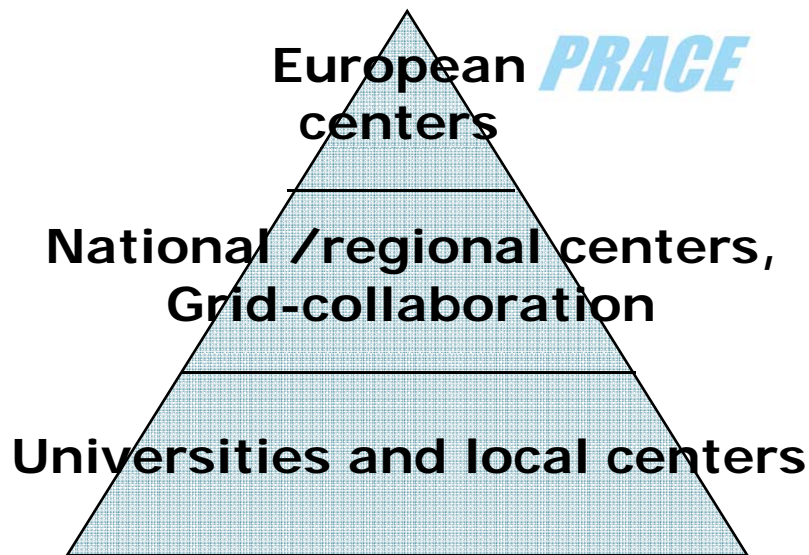 European PRACE
centers
National /regional centers,
Grid-collaboration
Universities and local centers